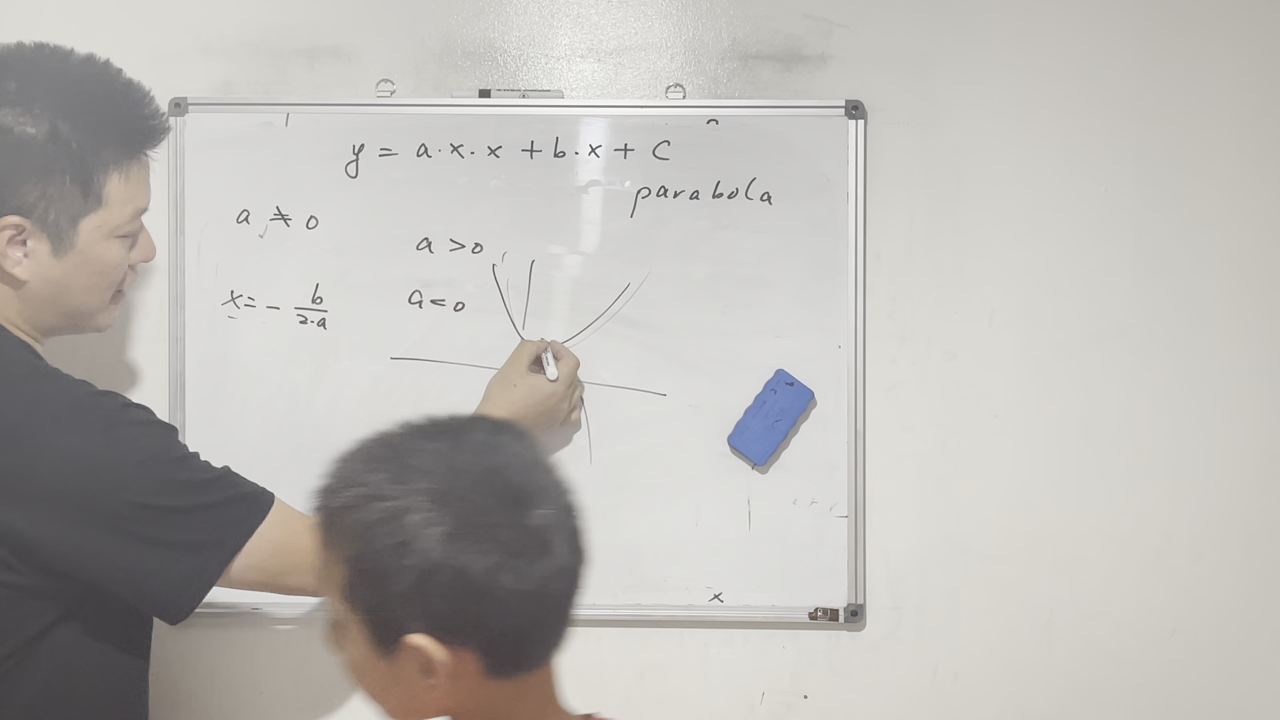 y = a·x·x + b·x + c
parabola
a ≠ 0
a > 0
x = - b/2·a
a < 0
x